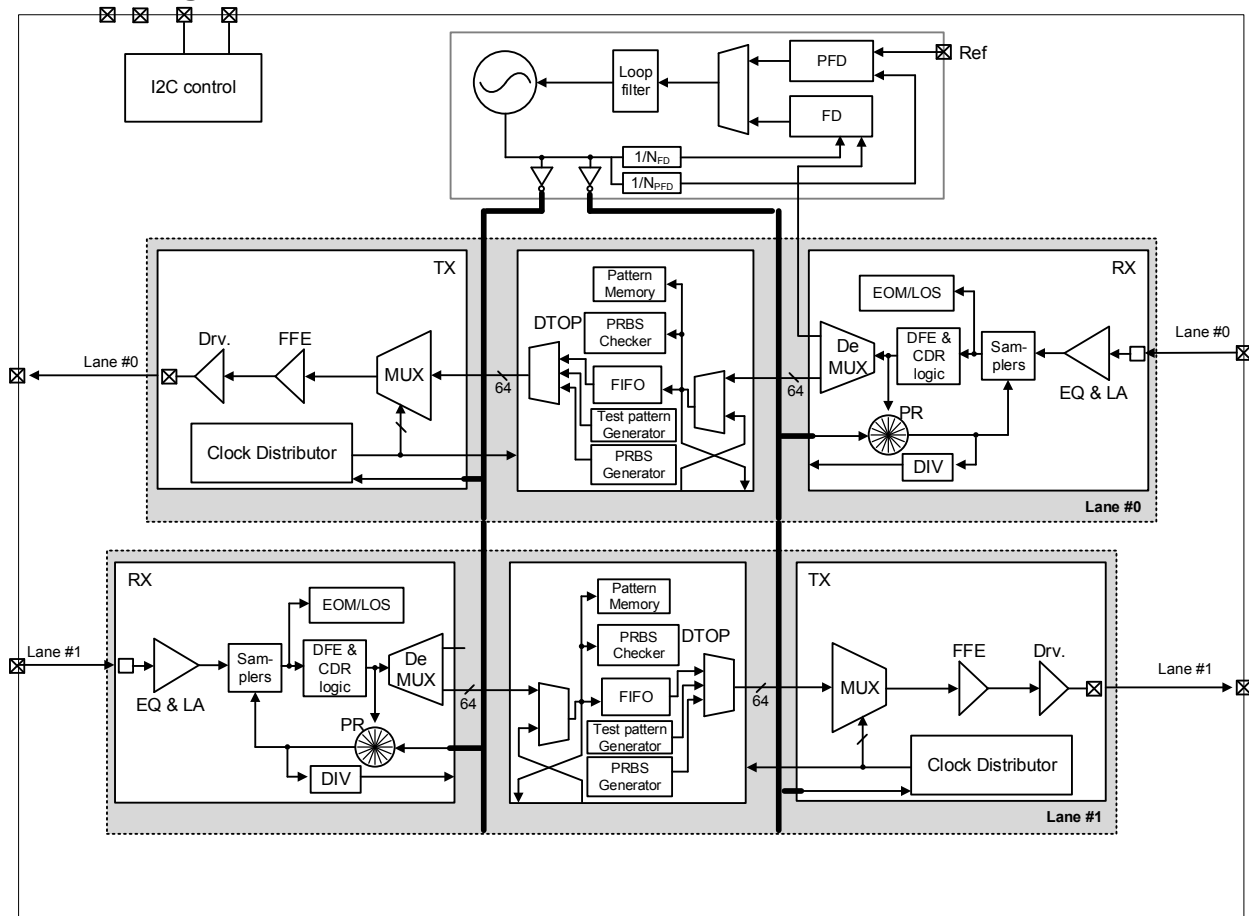 I2C control
Loop
filter
PFD
Ref
FD
1/NFD
1/NPFD
TX
Drv.
FFE
MUX
Lane #0
Clock Distributor
64
DTOP
Pattern
Memory
PRBS
Checker
FIFO
Test pattern
Generator
PRBS
Generator
64
RX
EOM/LOS
De
MUX
DFE &
CDR
logic
Sam-
plers
EQ & LA
PR
DIV
Lane #0
Lane #0
RX
Lane #1
EQ & LA
Sam-
plers
EOM/LOS
DFE &
CDR
logic
De
MUX
PR
DIV
64
Pattern
Memory
PRBS
Checker
DTOP
FIFO
Test pattern
Generator
PRBS
Generator
64
TX
MUX
FFE
Drv.
Lane #1
Clock Distributor
Lane #1